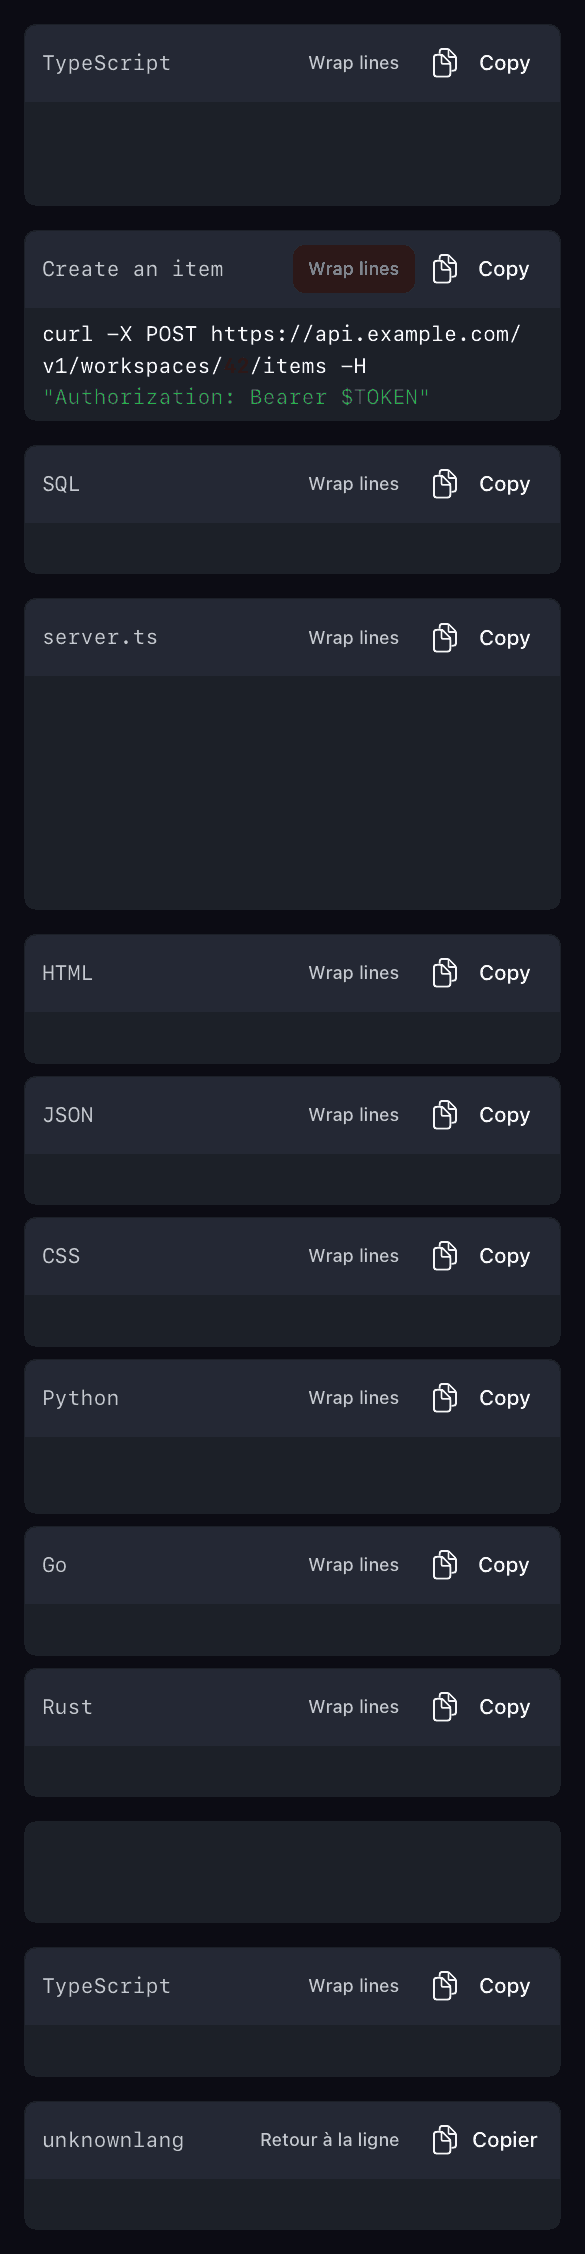 TypeScript Wrap lines Copy
Create an item Wrap lines Copy
curl -X POST https://api.example.com/
v1/workspaces/42/items -H
"Authorization: Bearer $TOKEN"
SQL Wrap lines Copy
server.ts Wrap lines Copy
HTML Wrap lines Copy
JSON Wrap lines Copy
CSS Wrap lines Copy
Python Wrap lines Copy
Go Wrap lines Copy
Rust Wrap lines Copy
TypeScript Wrap lines Copy
unknownlang Retour à la ligne Copier